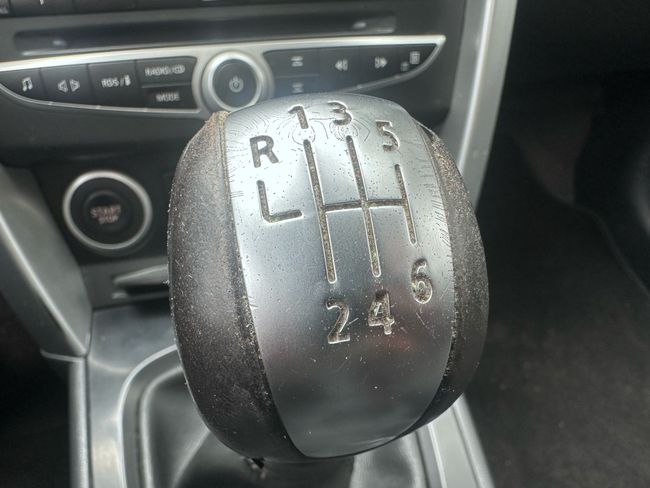 RDS/
RADIO/CD
MODE
START
STOP
R 1 3 5
2 4 6